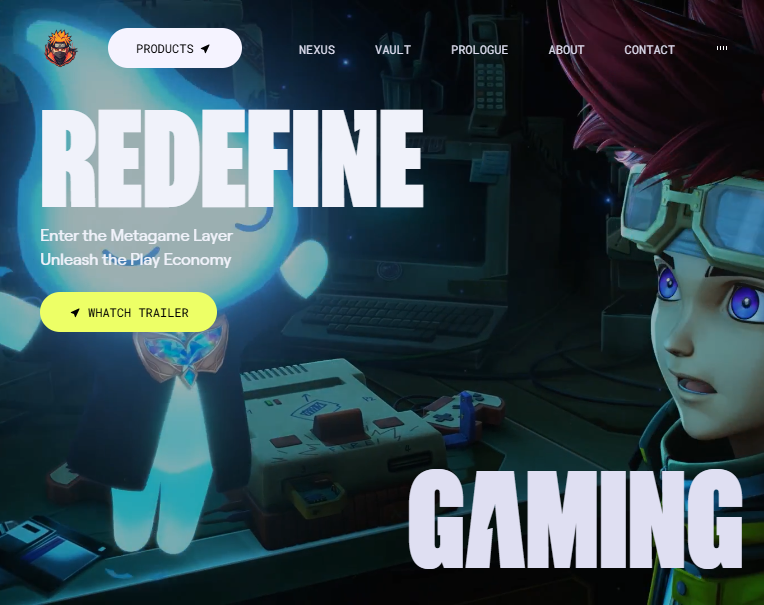 PRODUCTS
NEXUS
VAULT
PROLOGUE
ABOUT
CONTACT
REDEFINE
Enter the Metagame Layer
Unleash the Play Economy
WHATCH TRAILER
GAMING